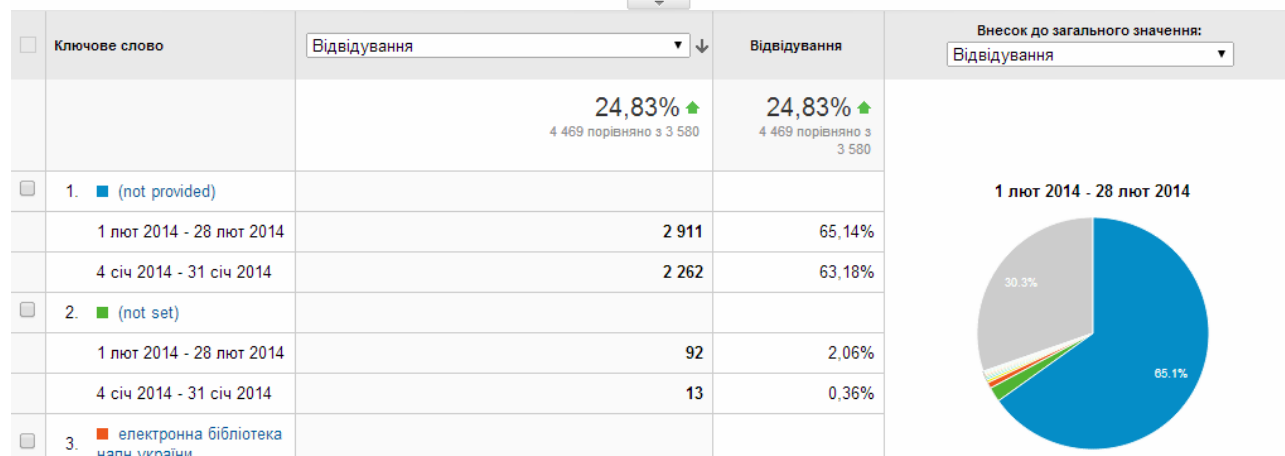 Ключове слово
Відвідування
Відвідування
Внесок до загального значення:
Відвідування
24,83%
4 469 порівняно з 3 580
24,83%
4 469 порівняно з
3 580
1. (not provided)
1 лют 2014 - 28 лют 2014 2 911 65,14%
4 січ 2014 - 31 січ 2014 2 262 63,18%
2. (not set)
1 лют 2014 - 28 лют 2014 92 2,06%
4 січ 2014 - 31 січ 2014 13 0,36%
3. електронна бібліотека
напн україни
1 лют 2014 - 28 лют 2014
30.3%
65.1%